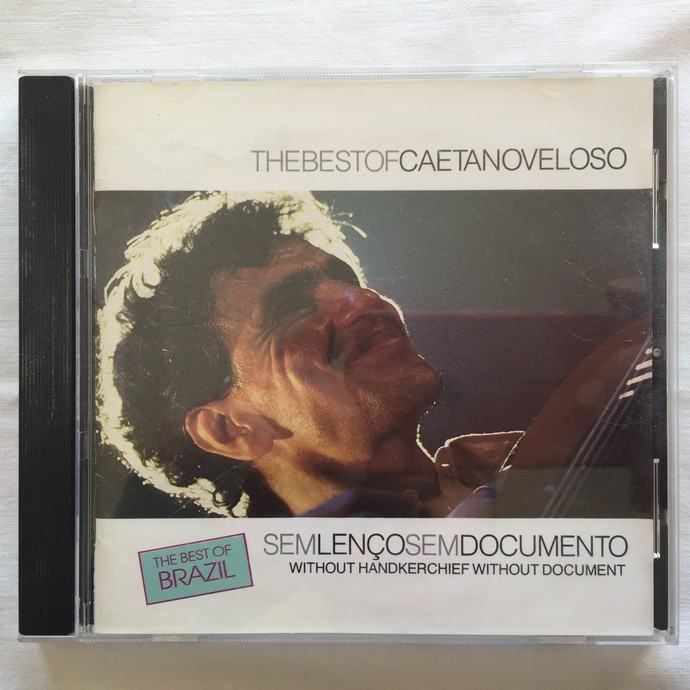 THEBESTOFCAETANOVELOSO
SEMLENÇOSEMDOCUMENTO
WITHOUT HANDKERCHIEF WITHOUT DOCUMENT
THE BEST OF
BRAZIL